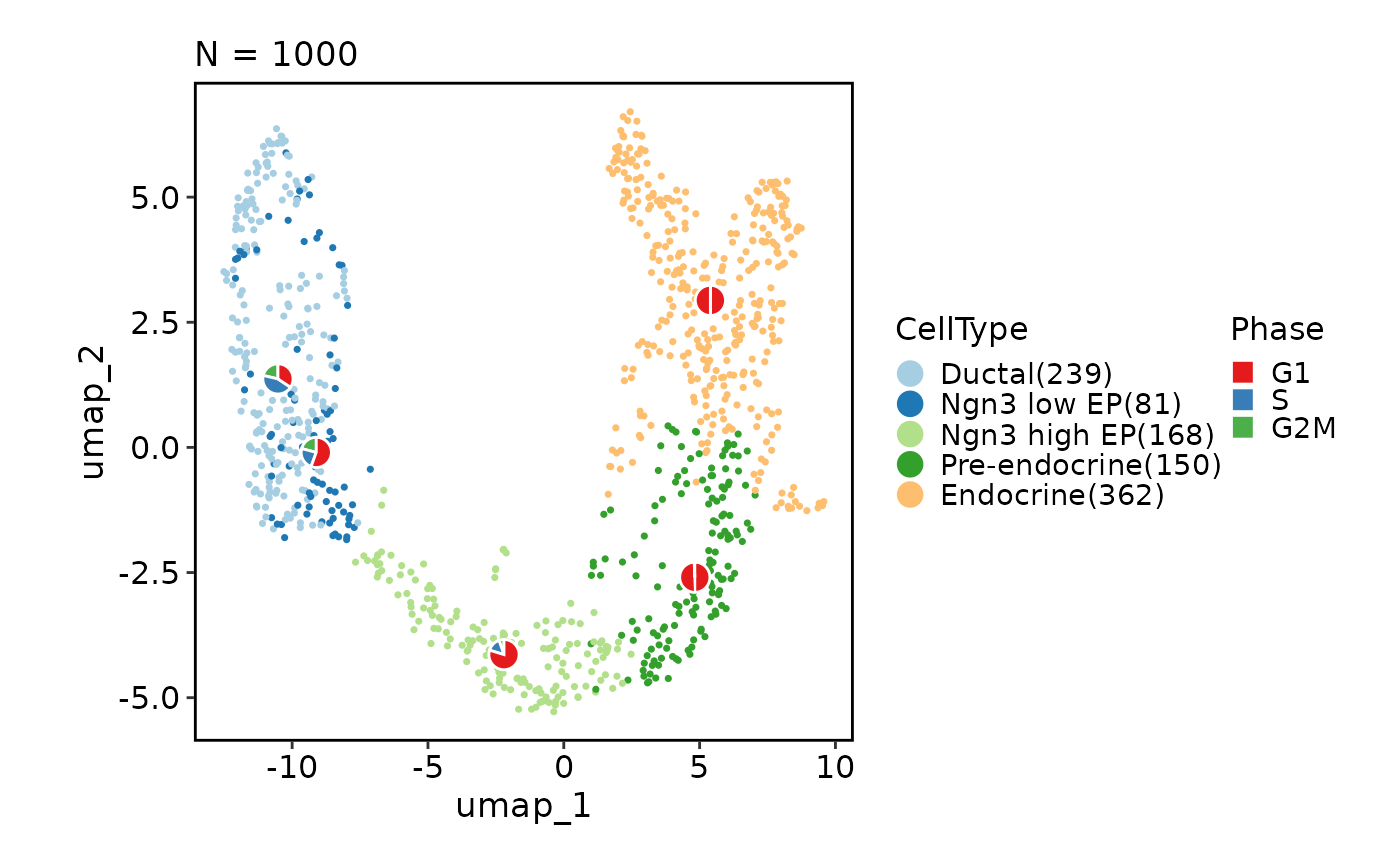 N = 1000
umap_2
5.0
2.5
0.0
-2.5
-5.0
-10
-5
0
5
10
umap_1
CellType
Ductal(239)
Ngn3 low EP(81)
Ngn3 high EP(168)
Pre-endocrine(150)
Endocrine(362)
Phase
G1
S
G2M